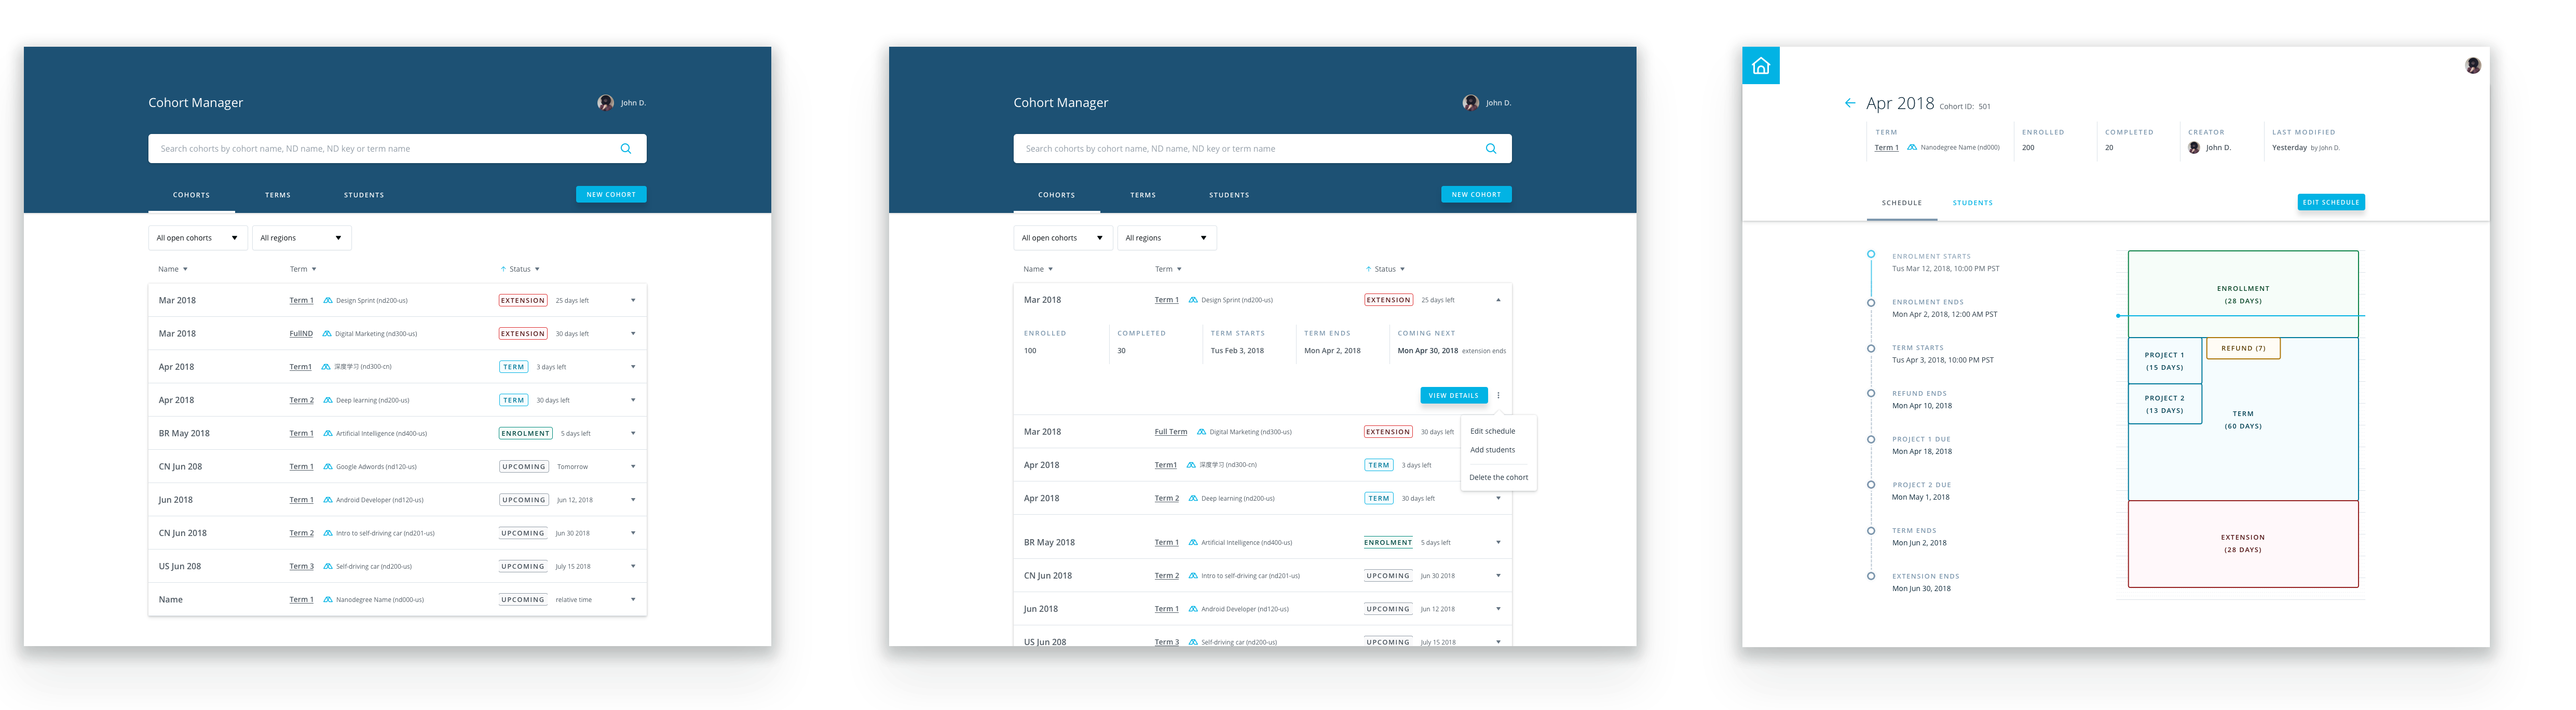 Cohort Manager
John D.
Search cohorts by cohort name, ND name, ND key or term name
COHORTS TERMS STUDENTS NEW COHORT
All open cohorts All regions
Name Term Status
Mar 2018 Term 1 Design Sprint (nd200-us) EXTENSION 25 days left
Mar 2018 FullND Digital Marketing (nd300-us) EXTENSION 30 days left
Apr 2018 Term1 深度学习 (nd300-cn) TERM 3 days left
Apr 2018 Term 2 Deep learning (nd200-us) TERM 30 days left
BR May 2018 Term 1 Artificial Intelligence (nd400-us) ENROLMENT 5 days left
CN Jun 208 Term 1 Google Adwords (nd120-us) UPCOMING Tomorrow
Jun 2018 Term 1 Android Developer (nd120-us) UPCOMING Jun 12, 2018
CN Jun 2018 Term 2 Intro to self-driving car (nd201-us) UPCOMING Jun 30 2018
US Jun 208 Term 3 Self-driving car (nd200-us) UPCOMING July 15 2018
Name Term 1 Nanodegree Name (nd000-us) UPCOMING relative time
Cohort Manager
John D.
Search cohorts by cohort name, ND name, ND key or term name
COHORTS TERMS STUDENTS NEW COHORT
All open cohorts All regions
Name Term Status
Mar 2018 Term 1 Design Sprint (nd200-us) EXTENSION 25 days left
ENROLLED COMPLETED TERM STARTS TERM ENDS COMING NEXT
100 30 Tus Feb 3, 2018 Mon Apr 2, 2018 Mon Apr 30, 2018 extension ends
VIEW DETAILS
Mar 2018 Full Term Digital Marketing (nd300-us) EXTENSION 30 days left
Edit schedule
Add students
Delete the cohort
Apr 2018 Term1 深度学习 (nd300-cn) TERM 3 days left
Apr 2018 Term 2 Deep learning (nd200-us) TERM 30 days left
BR May 2018 Term 1 Artificial Intelligence (nd400-us) ENROLMENT 5 days left
CN Jun 2018 Term 2 Intro to self-driving car (nd201-us) UPCOMING Jun 30 2018
Jun 2018 Term 1 Android Developer (nd120-us) UPCOMING Jun 12 2018
US Jun 208 Term 3 Self-driving car (nd200-us) UPCOMING July 15 2018
Apr 2018 Cohort ID: 501
TERM ENROLLED COMPLETED CREATOR LAST MODIFIED
Term 1 Nanodegree Name (nd000) 200 20 John D. Yesterday by John D.
SCHEDULE STUDENTS EDIT SCHEDULE
ENROLMENT STARTS
Tus Mar 12, 2018, 10:00 PM PST
ENROLMENT ENDS
Mon Apr 2, 2018, 12:00 AM PST
TERM STARTS
Tus Apr 3, 2018, 10:00 PM PST
REFUND ENDS
Mon Apr 10, 2018
PROJECT 1 DUE
Mon Apr 18, 2018
PROJECT 2 DUE
Mon May 1, 2018
TERM ENDS
Mon Jun 2, 2018
EXTENSION ENDS
Mon Jun 30, 2018
ENROLLMENT
(28 DAYS)
REFUND (7)
PROJECT 1
(15 DAYS)
PROJECT 2
(13 DAYS)
TERM
(60 DAYS)
EXTENSION
(28 DAYS)